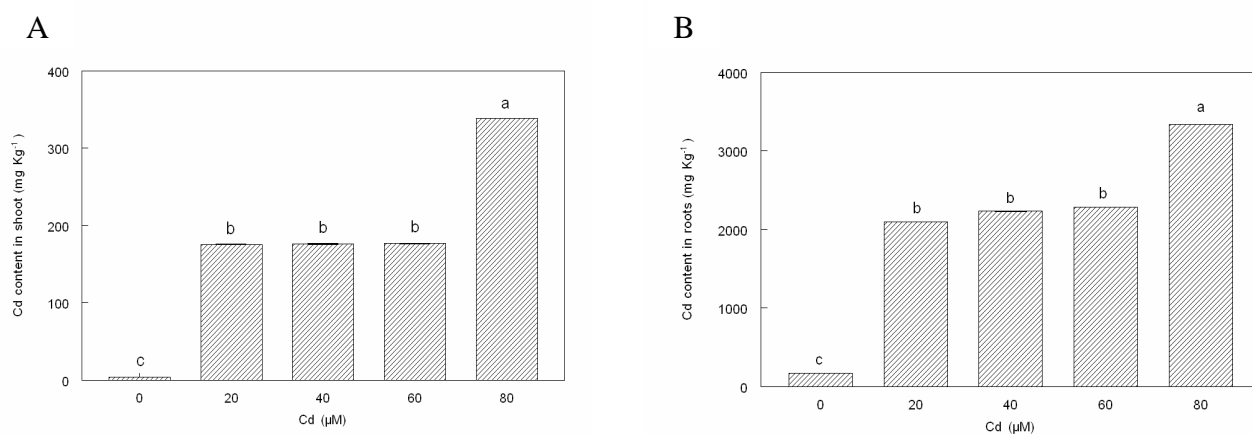 A
400
300
200
100
0
Cd content in shoot (mg Kg⁻¹)
c
b
b
b
a
0 20 40 60 80
Cd (µM)
B
4000
3000
2000
1000
0
Cd content in roots (mg Kg⁻¹)
c
b
b
b
a
0 20 40 60 80
Cd (µM)